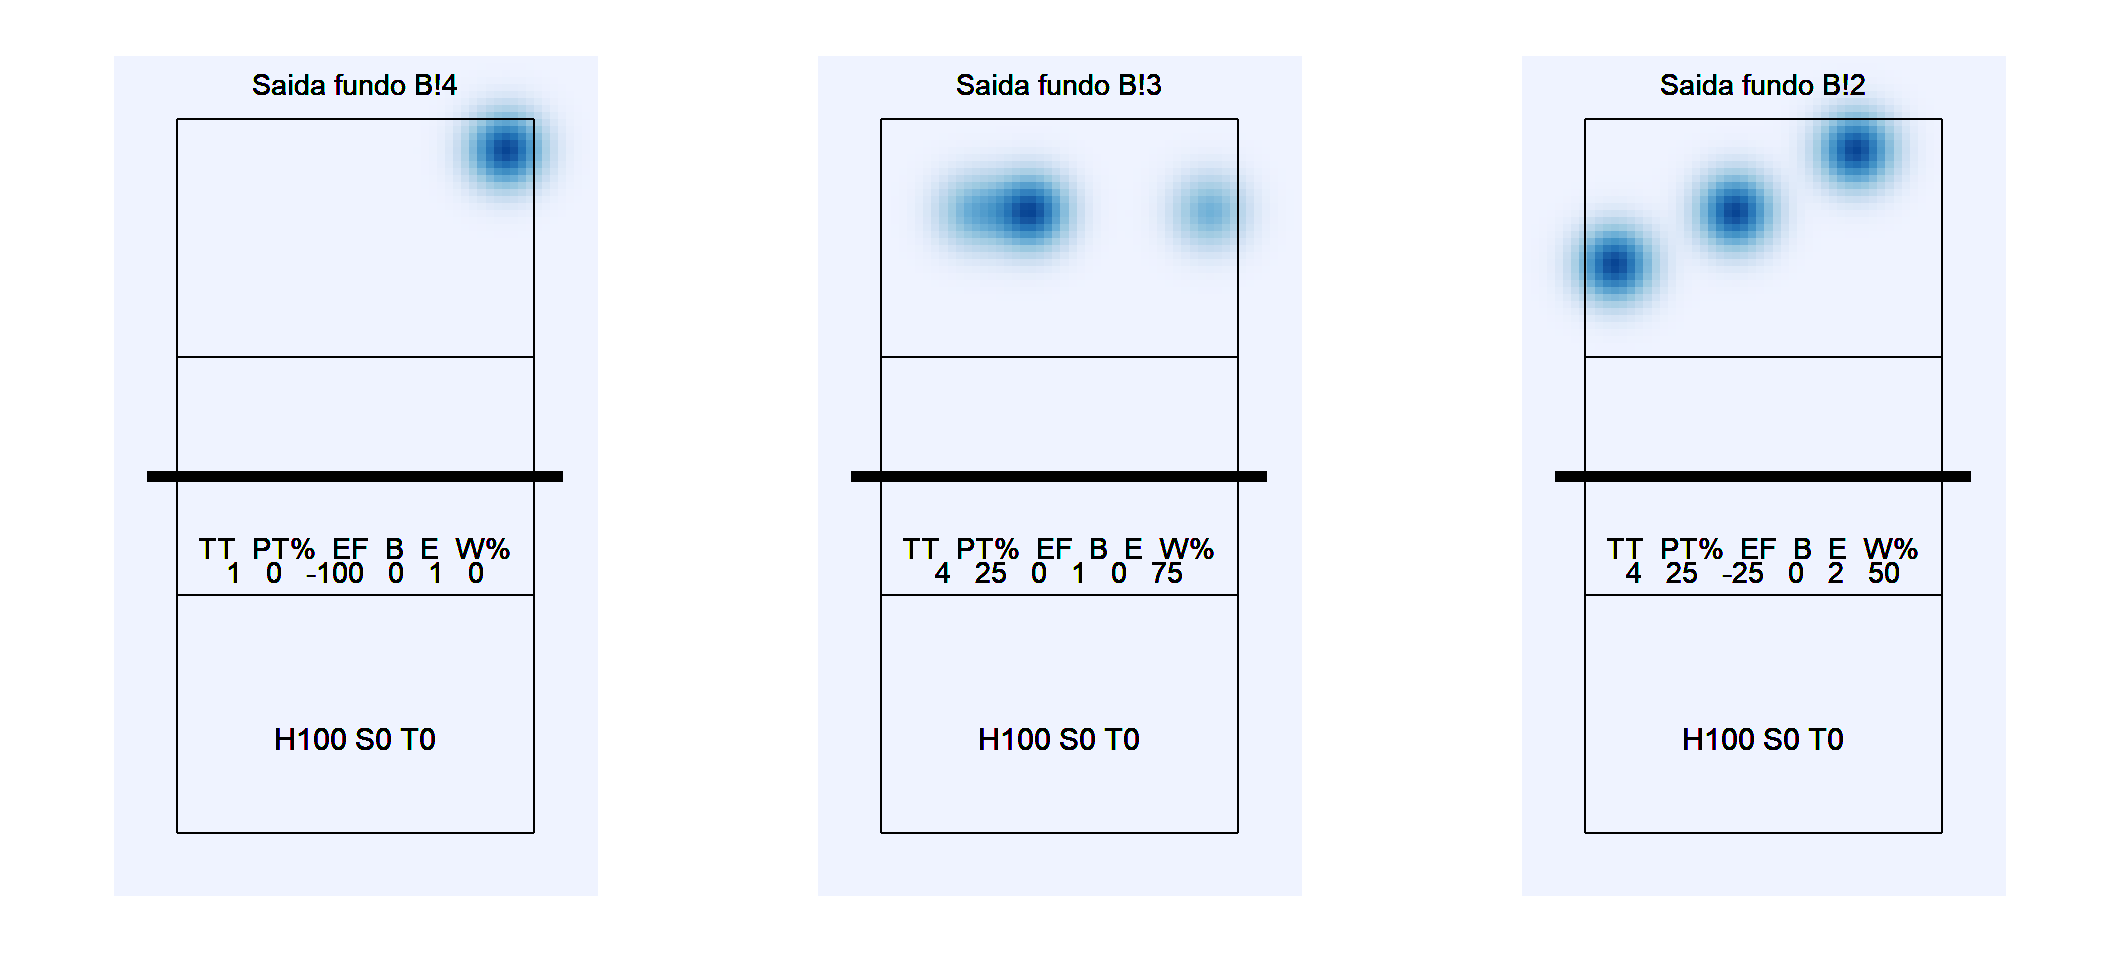 Saida fundo B!4
TT PT% EF B E W%
1 0 -100 0 1 0
H100 S0 T0
Saida fundo B!3
TT PT% EF B E W%
4 25 0 1 0 75
H100 S0 T0
Saida fundo B!2
TT PT% EF B E W%
4 25 -25 0 2 50
H100 S0 T0